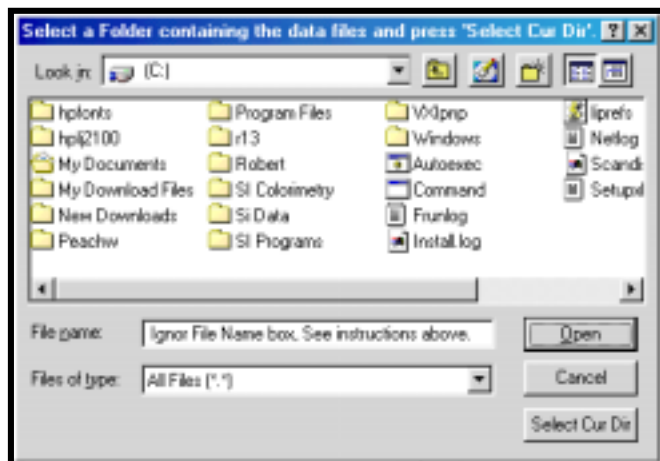 Select a Folder containing the data files and press 'Select Cur Dir'.
Look in: (C:)
hpfonts Program Files VXIpnp liprefs
hplj2100 r13 Windows Netlog
My Documents Robert Autoexec Scandi
My Download Files SI Colorimetry Command Setupxl
New Downloads Si Data Frunlog
Peachw SI Programs Install.log
File name: Ignor File Name box. See instructions above. Open
Files of type: All Files (*.*) Cancel
Select Cur Dir